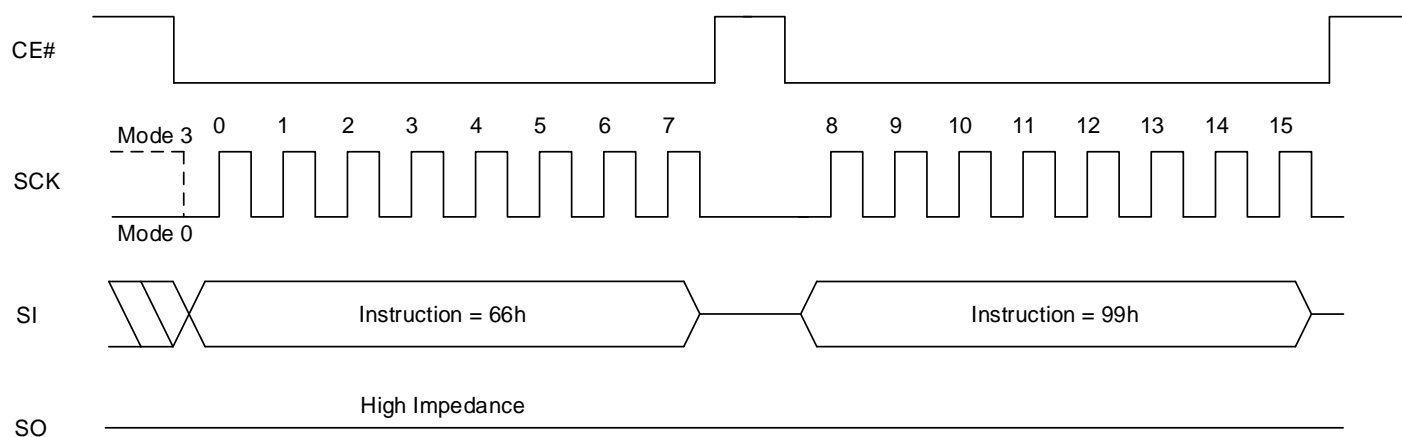 CE#
Mode 3
0 1 2 3 4 5 6 7 8 9 10 11 12 13 14 15
SCK
Mode 0
SI
Instruction = 66h
Instruction = 99h
High Impedance
SO